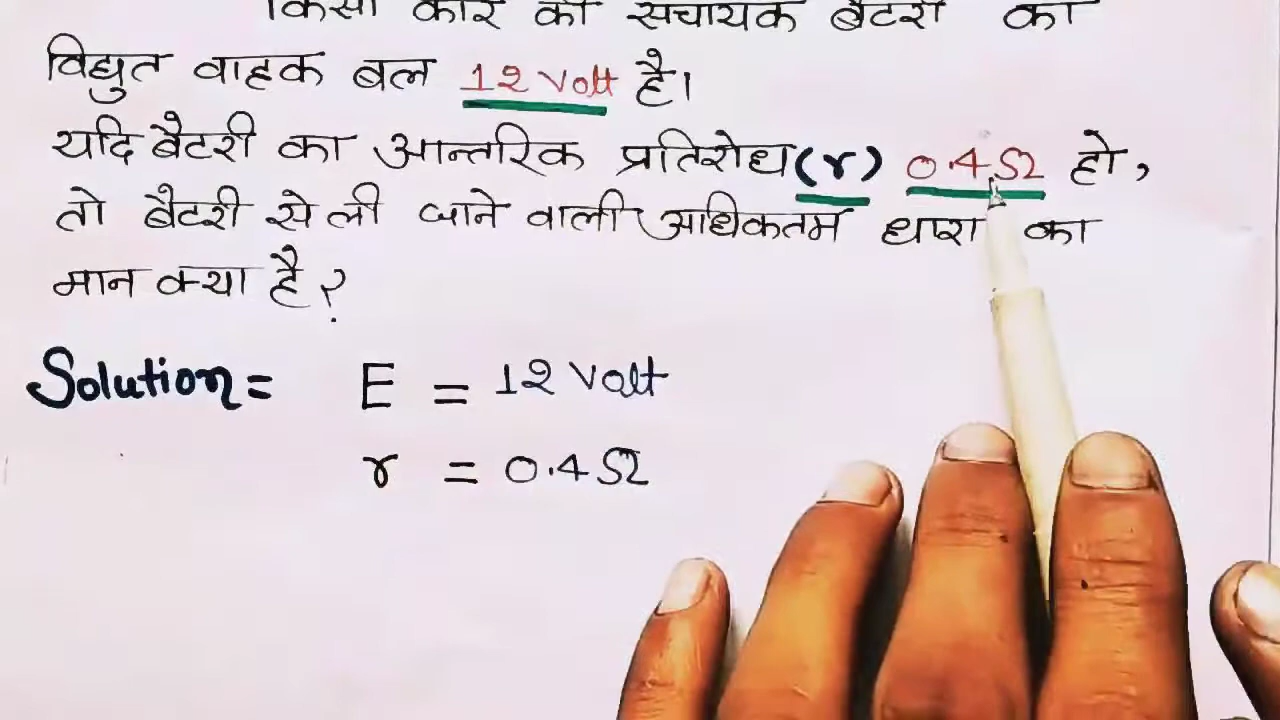 किसी कार की संचायक बैटरी का
विद्युत वाहक बल 12 Volt है।
यदि बैटरी का आन्तरिक प्रतिरोध (r) 0.4Ω हो,
तो बैटरी से ली जाने वाली अधिकतम धारा का
मान क्या है?
Solution = E = 12 Volt
r = 0.4Ω